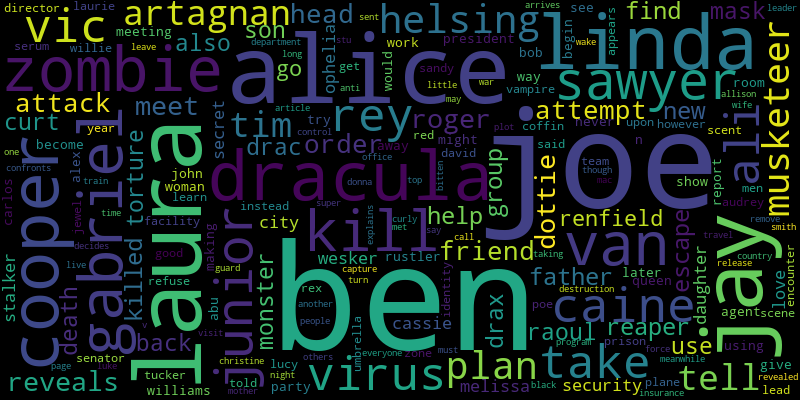 vic artagnan head helsing linda laurie director bob see find mask
zombie son also meeting willie serum alice ophelia go work would president sandy way begin appears leader
attack meet killed torture secret tim rey roger try might get anti sawyer attempt new room allison wife musketeer
curt become year alex drac order control red away david long article little may war wake vampire coffin said never upon however scent
cooper gabriel laura john woman learn dracula joe group dottie team though n ali report men audrey
one confronts train carlos jewel time decides facility instead city office donna top bitten help show renfield remove travel smith
stalker death live good making junior kill super curly met explains say friend van escape daughter jay
refuse abu guard monster ben wesker rustler call taking identity father later queen agent love scene encounter
senator back v visit rex another people capture turn cassie drax poe destruction caine reaper prison release country using
page luke tucker williams told christine mother lucy night party umbrella others everyone virus zone must melissa black plan raoul take program security force plane meanwhile insurance use tell give revealed lead
reveals department sent stu arrives plot mac